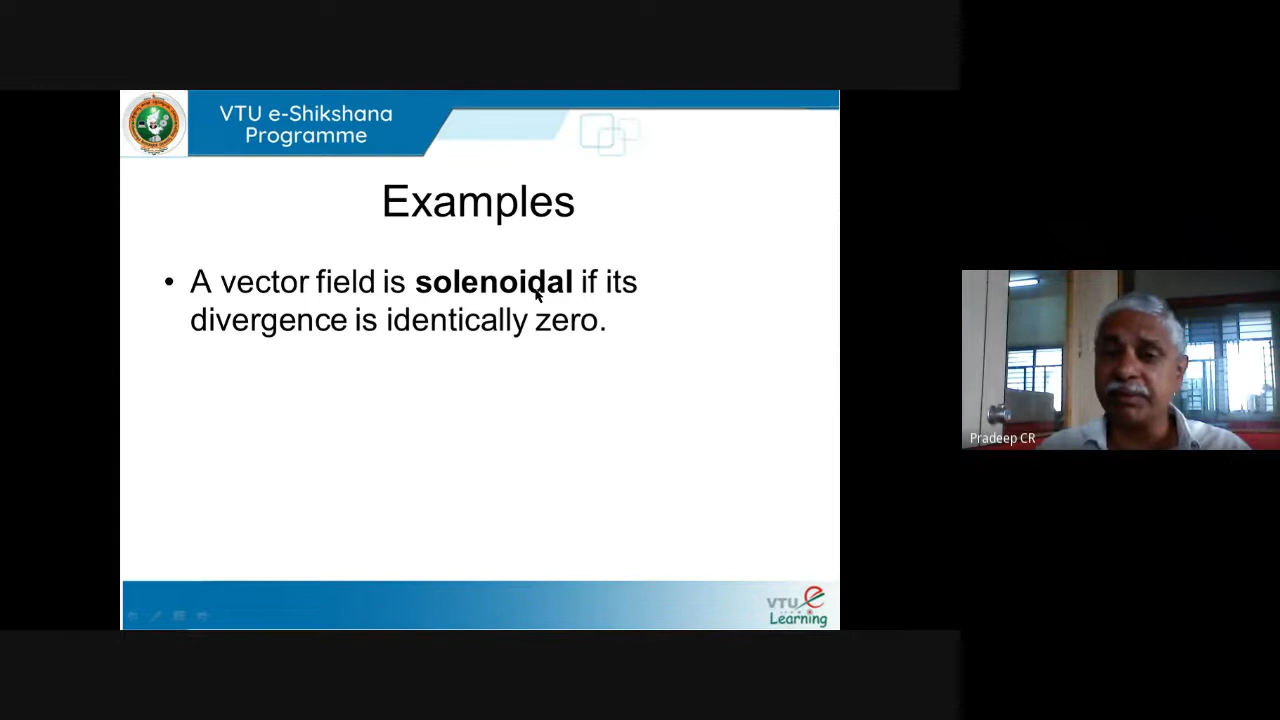 VTU e-Shikshana
Programme
Examples
• A vector field is solenoidal if its
divergence is identically zero.
Pradeep CR
VTU e
Learning